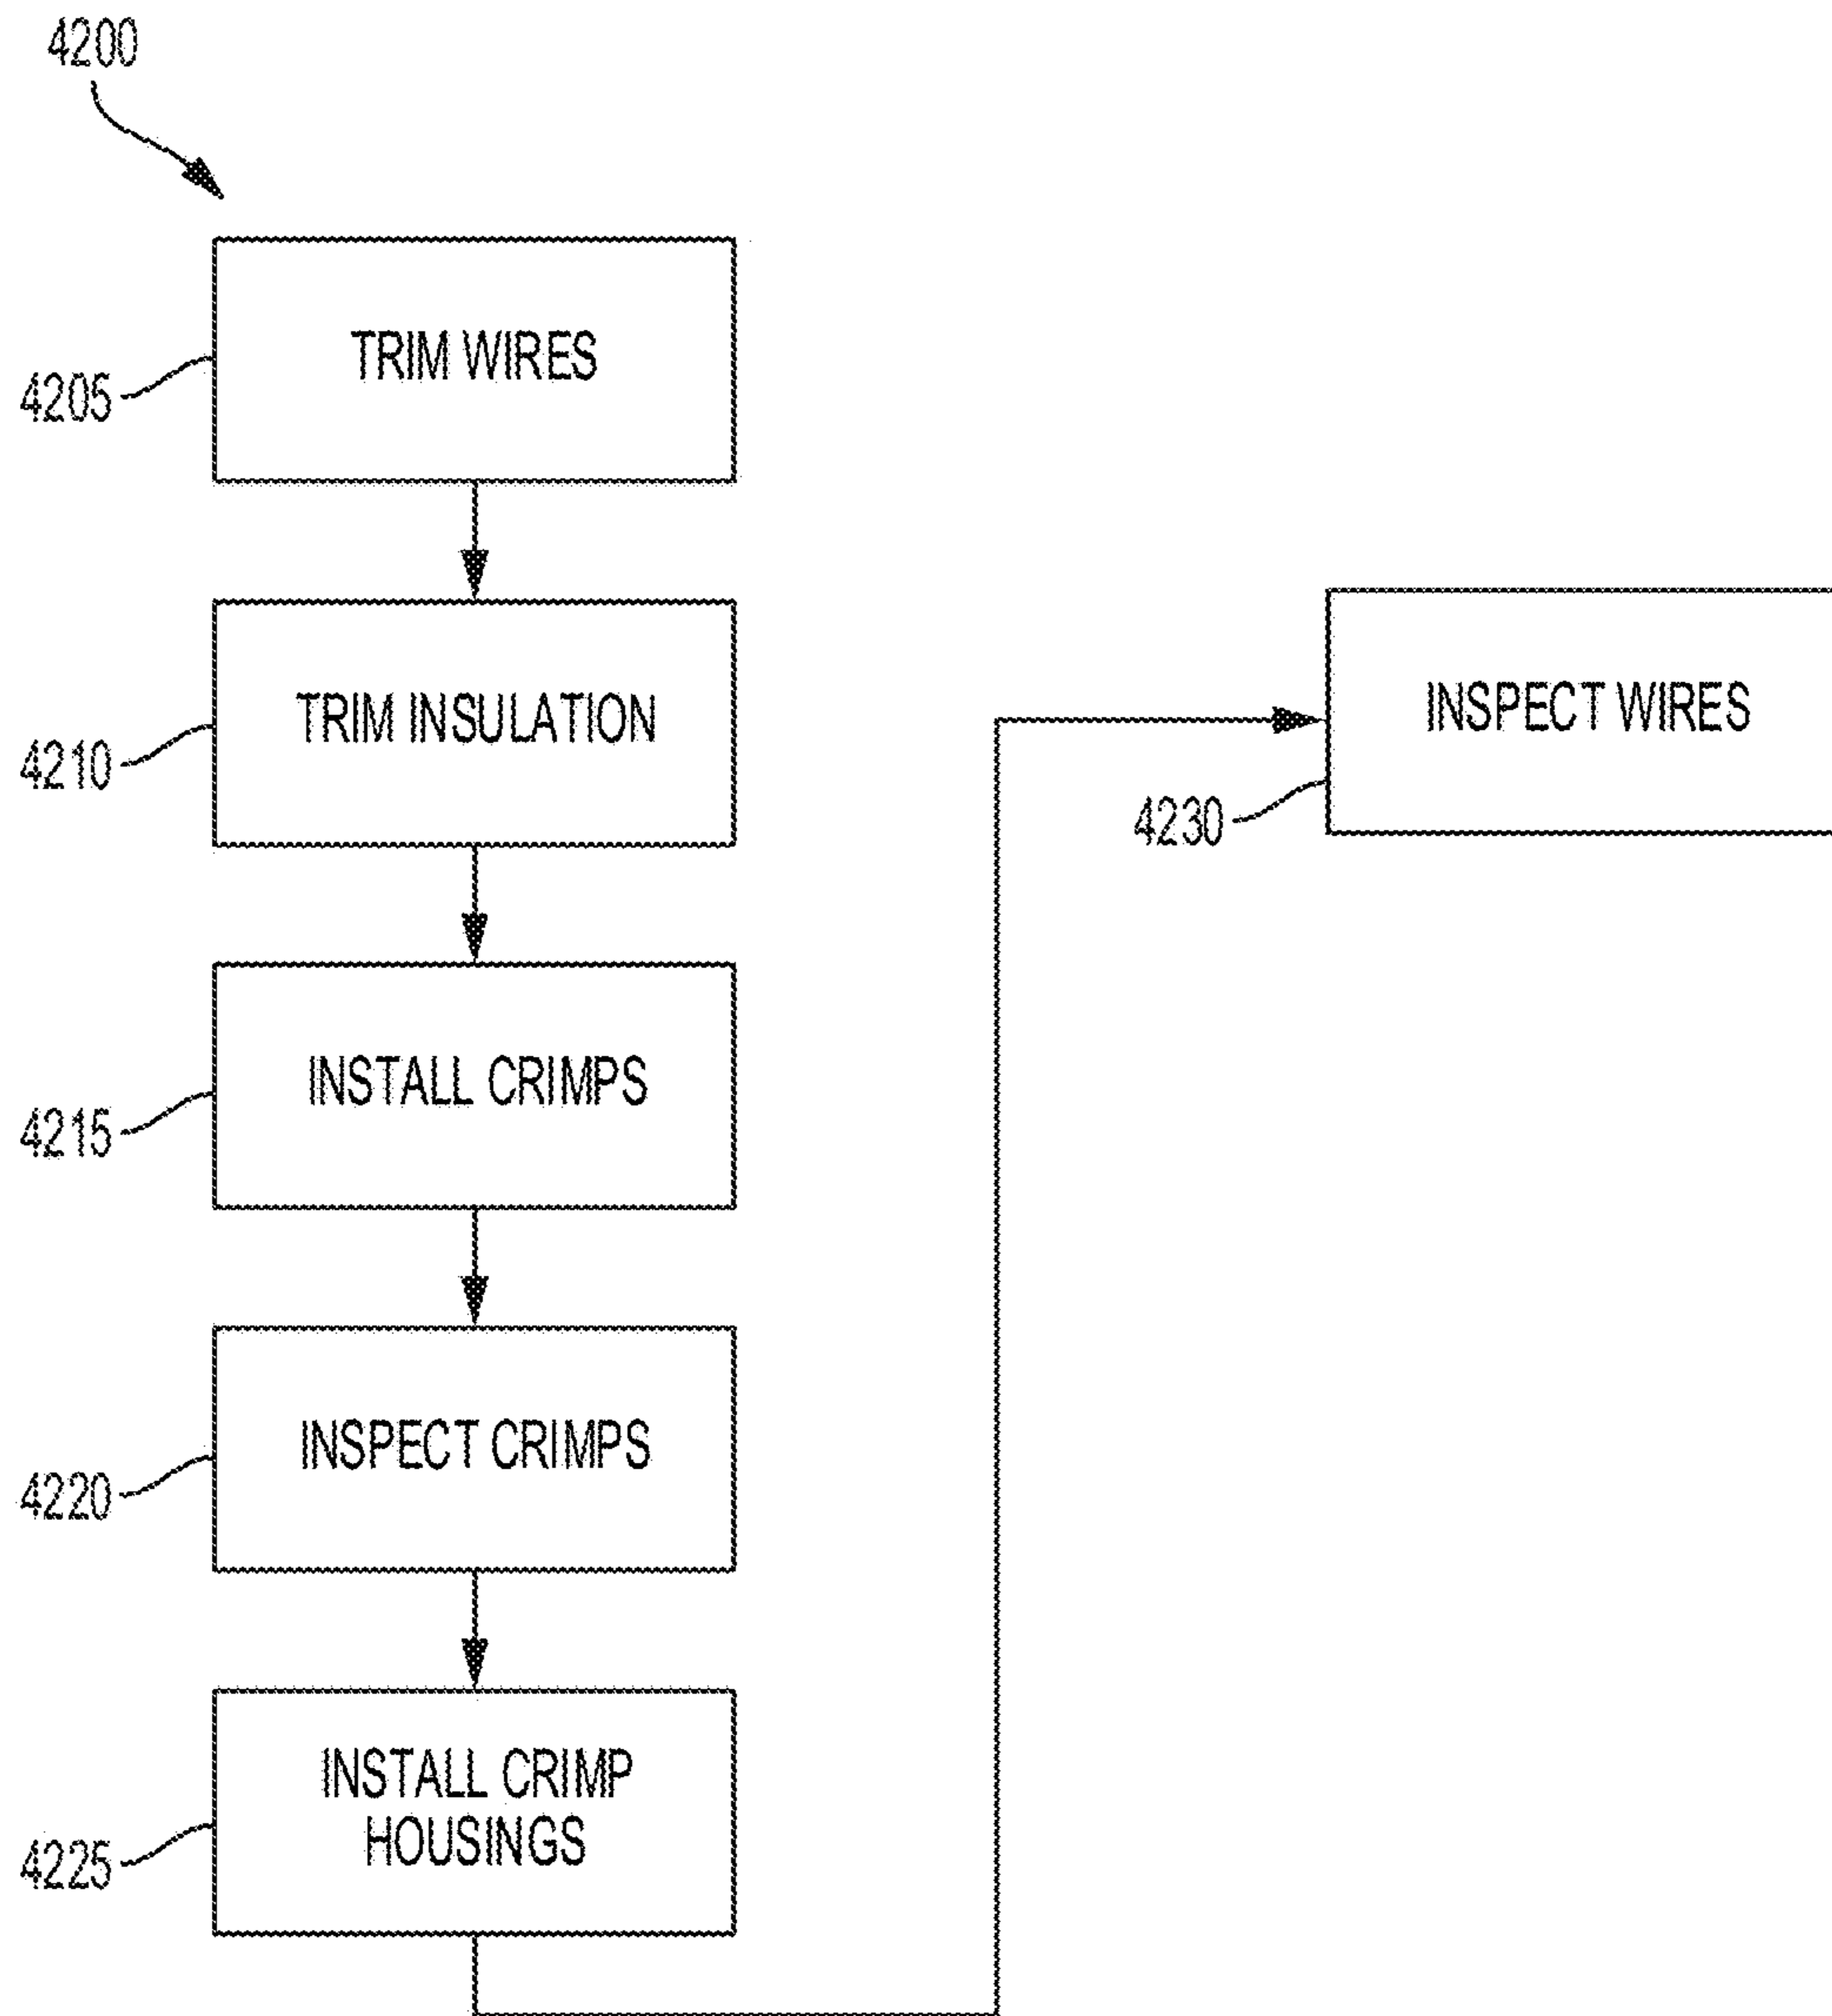 4200
TRIM WIRES
4205
TRIM INSULATION
4210
INSTALL CRIMPS
4215
INSPECT CRIMPS
4220
INSTALL CRIMP
HOUSINGS
4225
INSPECT WIRES
4230